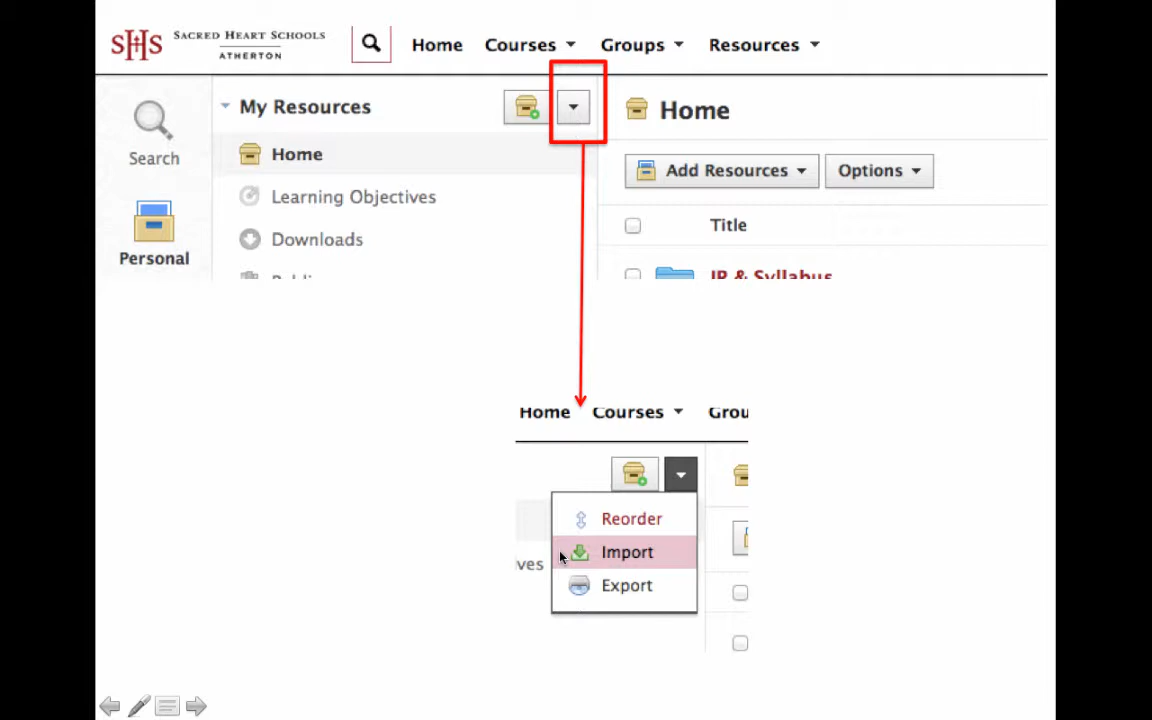 SHS SACRED HEART SCHOOLS
ATHERTON
Home Courses Groups Resources
My Resources
Home
Search
Home
Add Resources Options
Learning Objectives
Title
Downloads
Personal
Home Courses
Reorder
Import
ves
Export